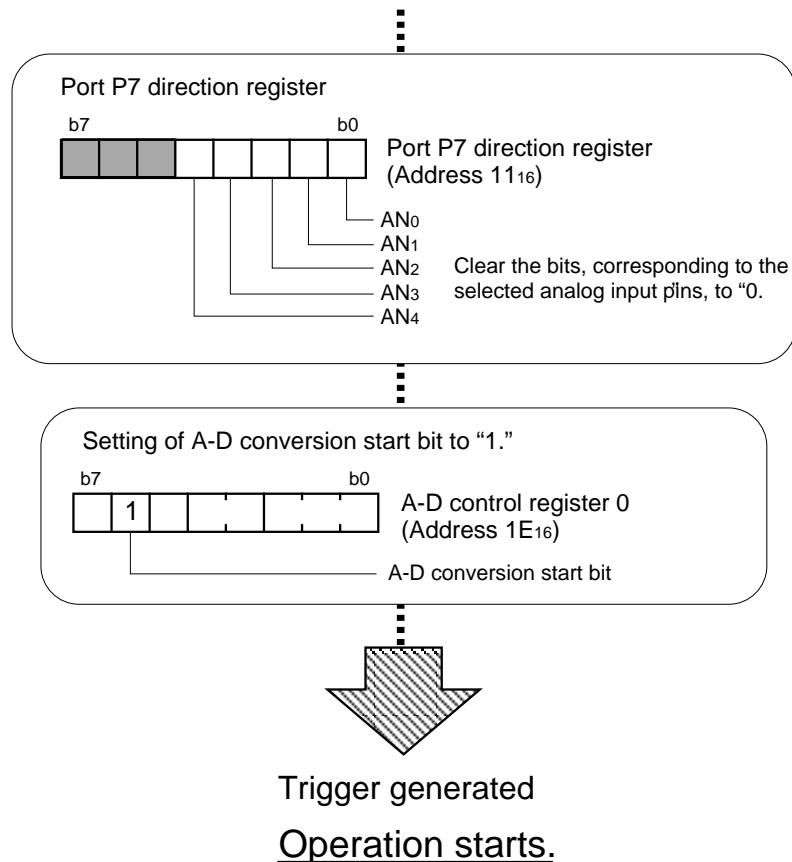 Port P7 direction register
b7 b0
Port P7 direction register
(Address 11₁₆)
AN₀
AN₁
AN₂
AN₃
AN₄
Clear the bits, corresponding to the
selected analog input pins, to “0.”
Setting of A-D conversion start bit to “1.”
b7 b0
1
A-D control register 0
(Address 1E₁₆)
A-D conversion start bit
Trigger generated
Operation starts.